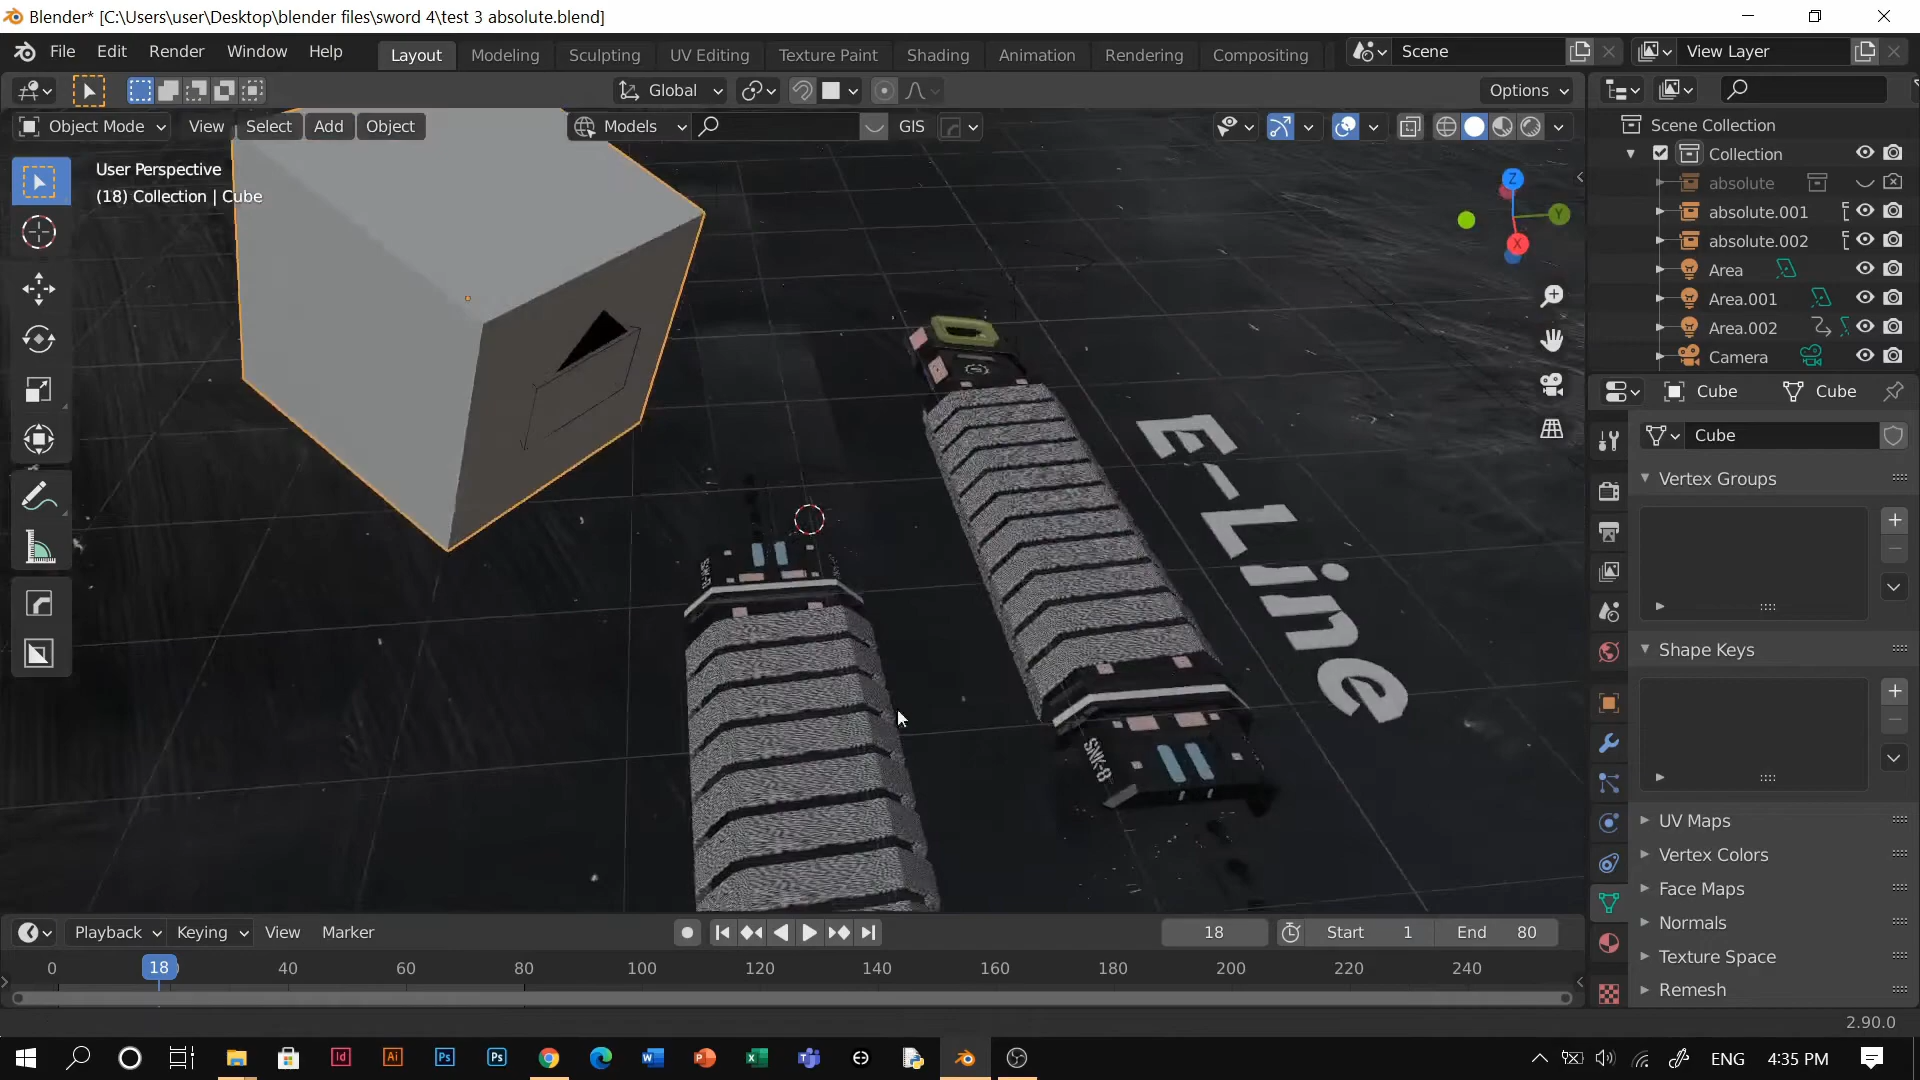 Blender* [C:\Users\user\Desktop\blender files\sword 4\test 3 absolute.blend]
File Edit Render Window Help Layout Modeling Sculpting UV Editing Texture Paint Shading Animation Rendering Compositing Scene View Layer
Global Options
Object Mode View Select Add Object Models GIS
User Perspective
(18) Collection | Cube
Z
Y
X
Scene Collection
Collection
absolute
absolute.001
absolute.002
Area
Area.001
Area.002
Camera
Cube Cube
Cube
Vertex Groups
Shape Keys
UV Maps
Vertex Colors
Face Maps
Normals
Texture Space
Remesh
E-Line
SNK-8
Playback Keying View Marker 18 Start 1 End 80
0 18 40 60 80 100 120 140 160 180 200 220 240
2.90.0
Id Ai Ps Ps ENG 4:35 PM